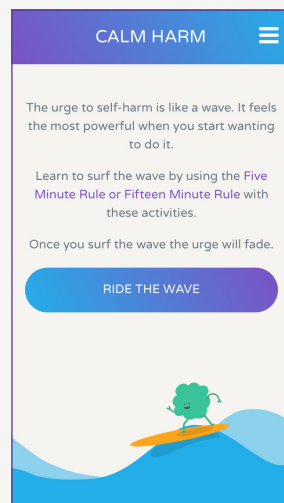 CALM HARM
The urge to self-harm is like a wave. It feels
the most powerful when you start wanting
to do it.
Learn to surf the wave by using the Five
Minute Rule or Fifteen Minute Rule with
these activities.
Once you surf the wave the urge will fade.
RIDE THE WAVE